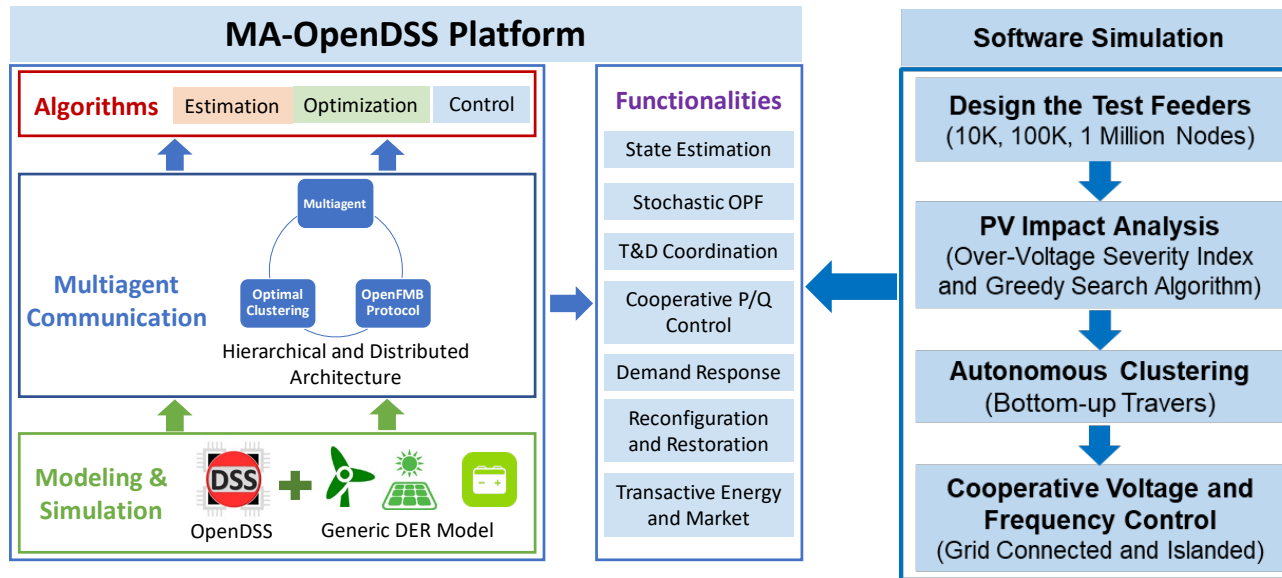 MA-OpenDSS Platform
Algorithms
Estimation
Optimization
Control
Multiagent
Communication
Multiagent
Optimal
Clustering
OpenFMB
Protocol
Hierarchical and Distributed
Architecture
Modeling &
Simulation
DSS
OpenDSS
Generic DER Model
Functionalities
State Estimation
Stochastic OPF
T&D Coordination
Cooperative P/Q
Control
Demand Response
Reconfiguration
and Restoration
Transactive Energy
and Market
Software Simulation
Design the Test Feeders
(10K, 100K, 1 Million Nodes)
PV Impact Analysis
(Over-Voltage Severity Index
and Greedy Search Algorithm)
Autonomous Clustering
(Bottom-up Travers)
Cooperative Voltage and
Frequency Control
(Grid Connected and Islanded)